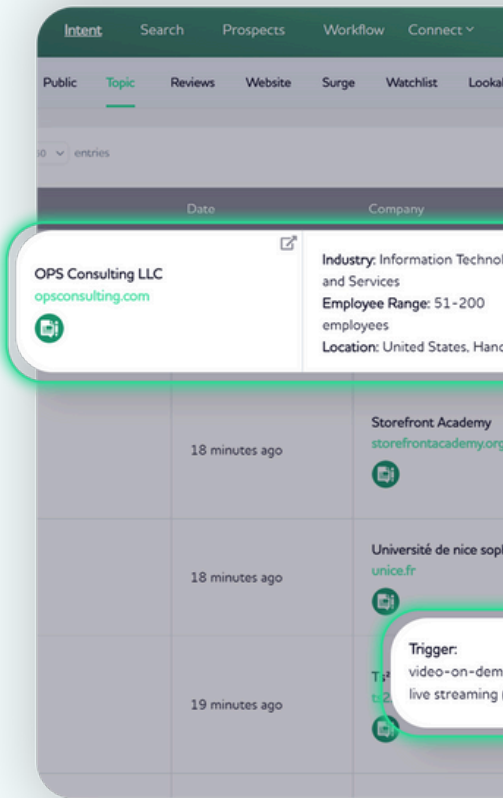 Intent Search Prospects Workflow Connect
Public Topic Reviews Website Surge Watchlist
entries
Date Company
OPS Consulting LLC
opsconsulting.com
Industry: Information
and Services
Employee Range: 51-200
employees
Location: United States,
Storefront Academy
storefrontacademy.org
18 minutes ago
Université de nice
unice.fr
18 minutes ago
Trigger:
live streaming
19 minutes ago